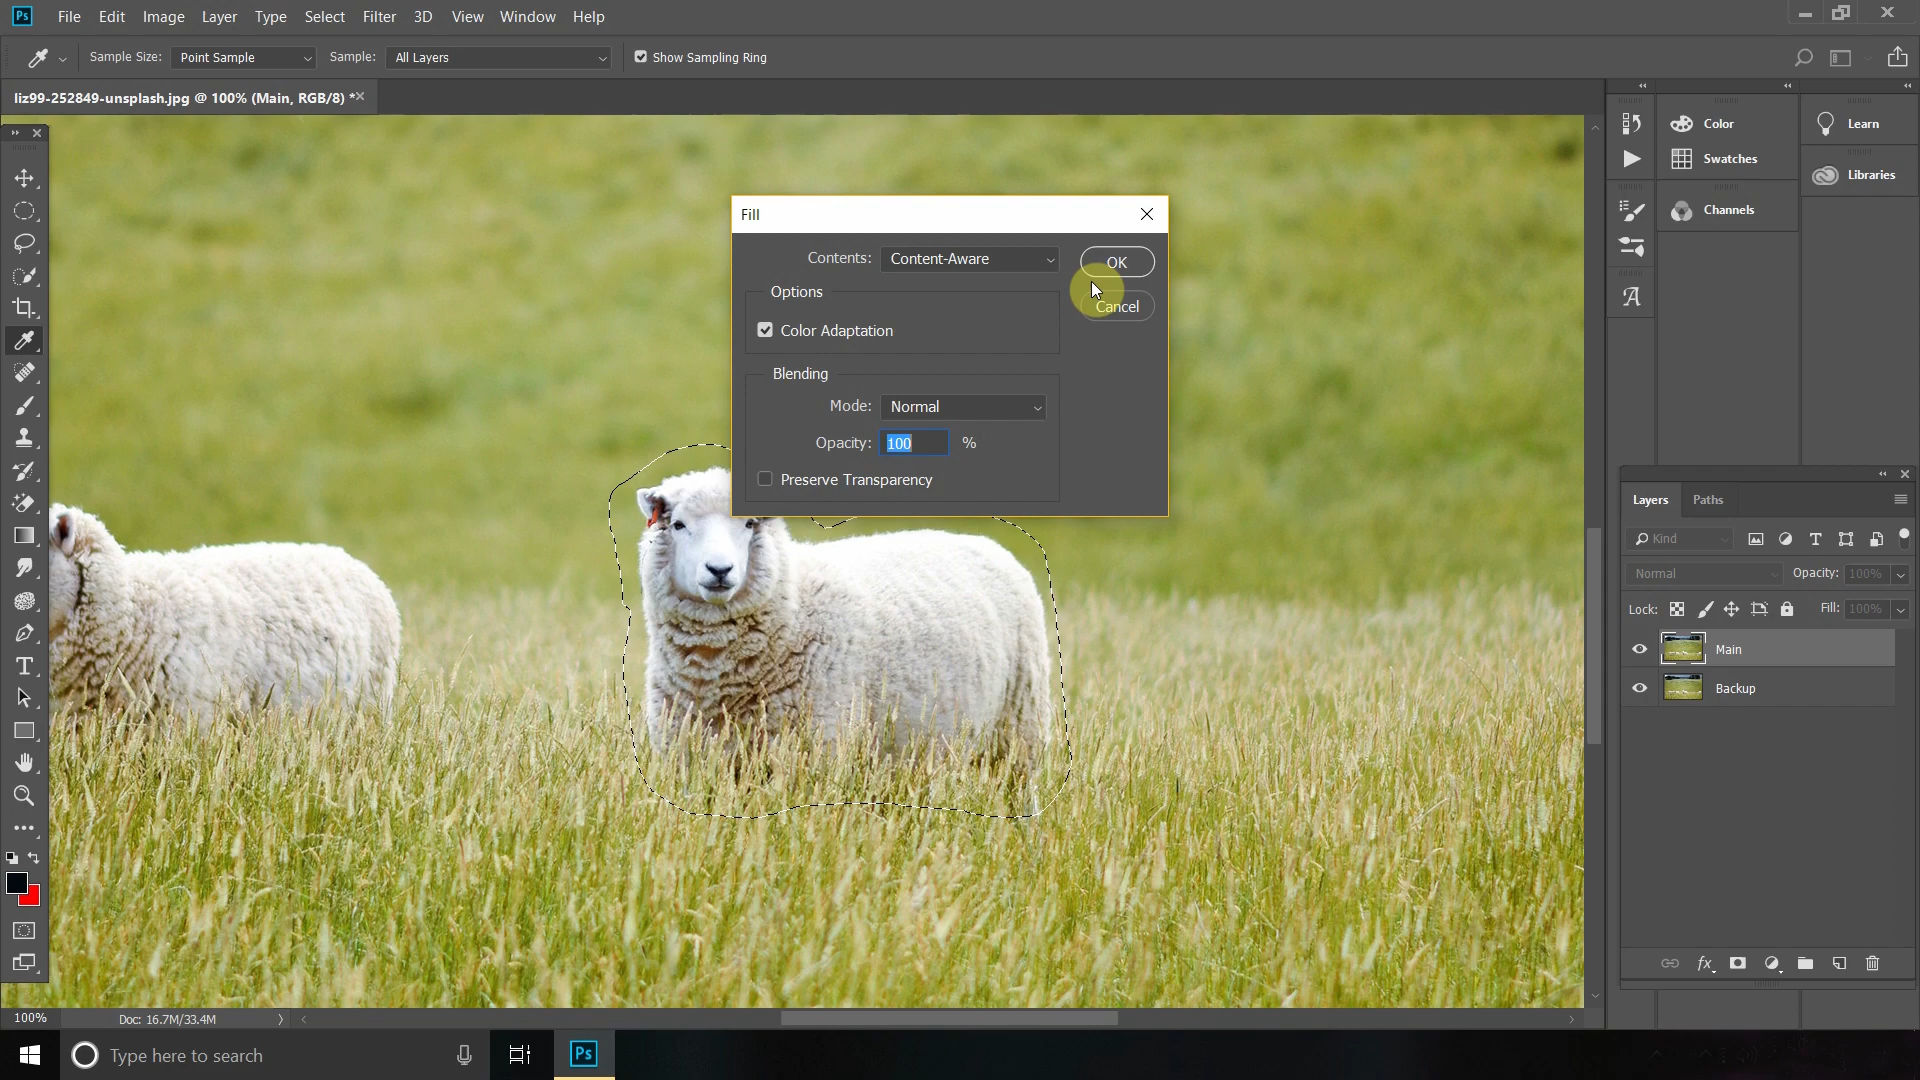 Ps File Edit Image Layer Type Select Filter 3D View Window Help
Sample Size: Point Sample Sample: All Layers Show Sampling Ring
liz99-252849-unsplash.jpg @ 100% (Main, RGB/8) *
Color
Swatches
Channels
Learn
Libraries
Fill
Contents: Content-Aware
OK
Cancel
Options
Color Adaptation
Blending
Mode: Normal
Opacity: 100 %
Preserve Transparency
Layers Paths
Kind
Normal Opacity: 100%
Lock: Fill: 100%
Main
Backup
fx
100% Doc: 16.7M/33.4M
Type here to search
Ps